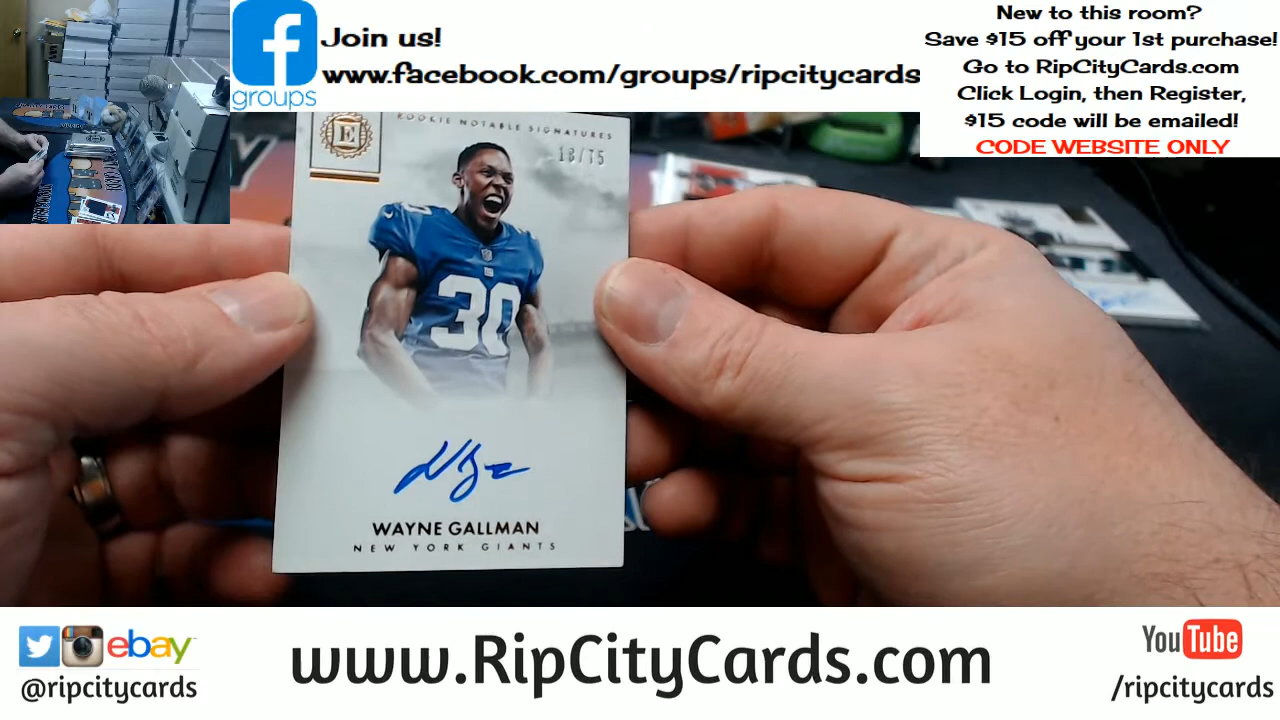 groups
Join us!
www.facebook.com/groups/ripcitycards
New to this room?
Save $15 off your 1st purchase!
Go to RipCityCards.com
Click Login, then Register,
$15 code will be emailed!
CODE WEBSITE ONLY
E
ROOKIE NOTABLE SIGNATURES
18/75
30
WAYNE GALLMAN
NEW YORK GIANTS
ebay
@ripcitycards
www.RipCityCards.com
YouTube
/ripcitycards